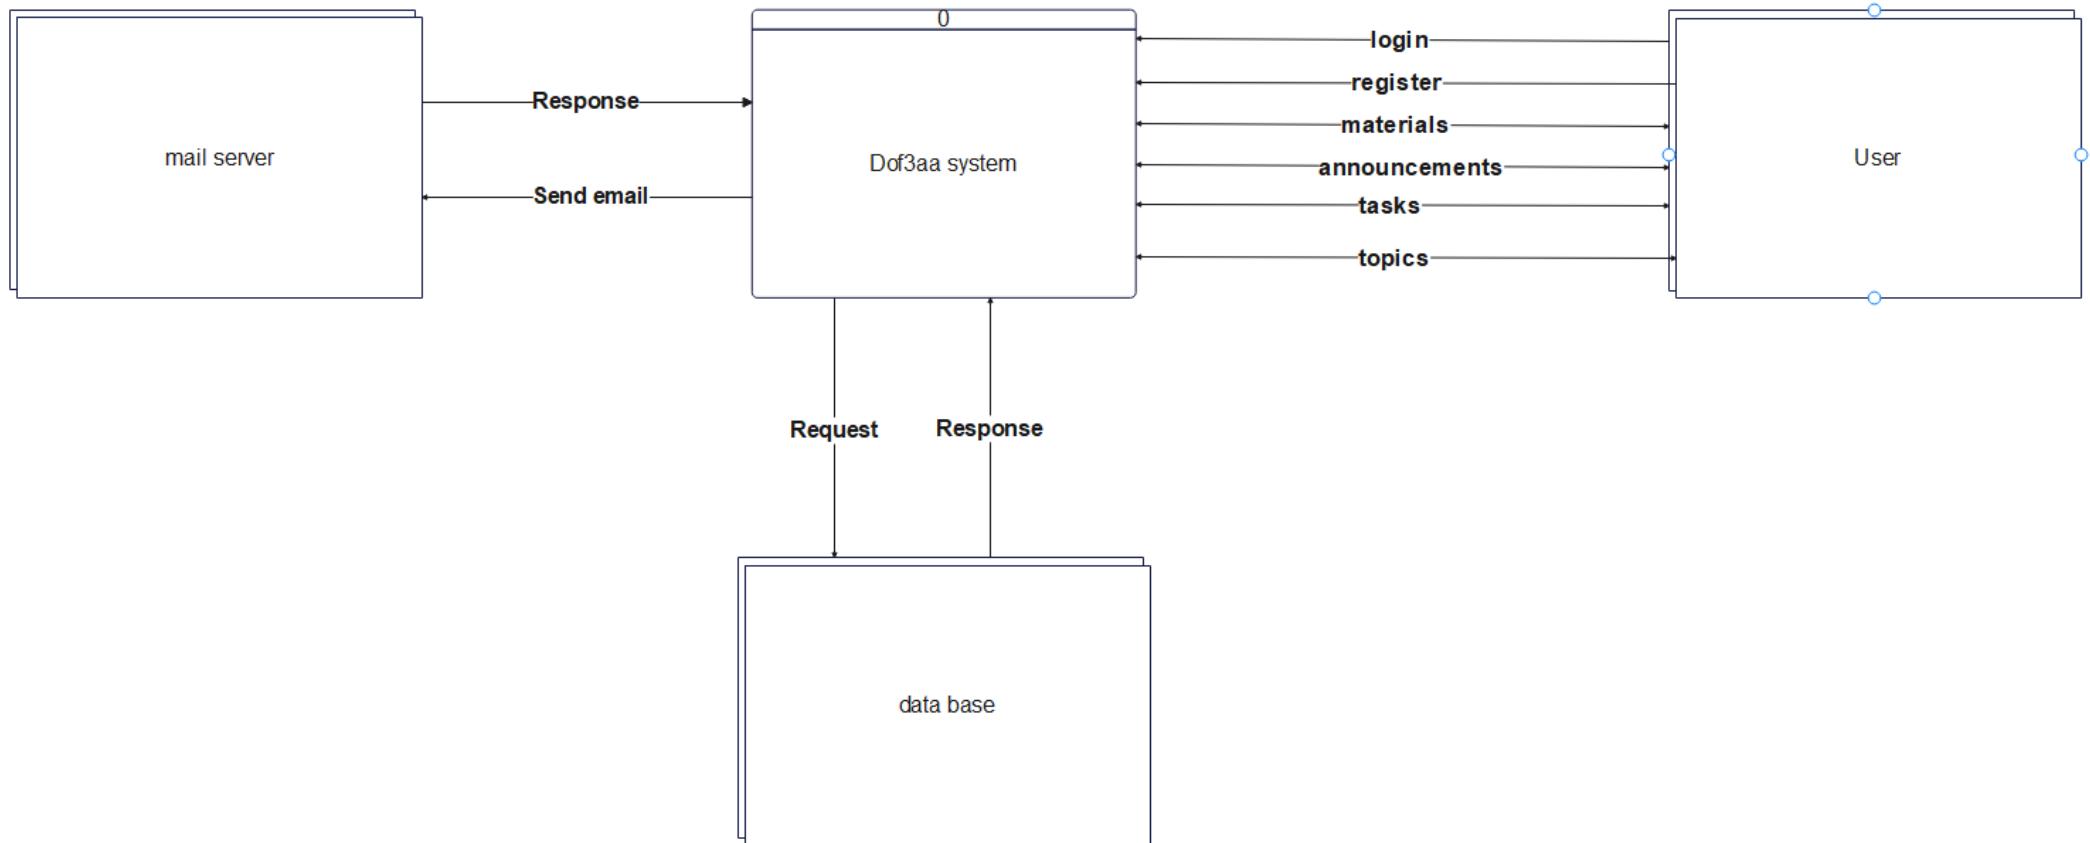 0
login
register
Response
materials
mail server
Dof3aa system
announcements
User
Send email
tasks
topics
Request
Response
data base